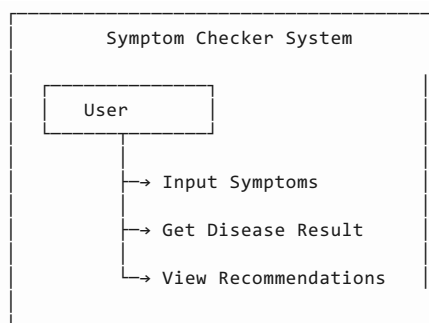 Symptom Checker System
User
Input Symptoms
Get Disease Result
View Recommendations